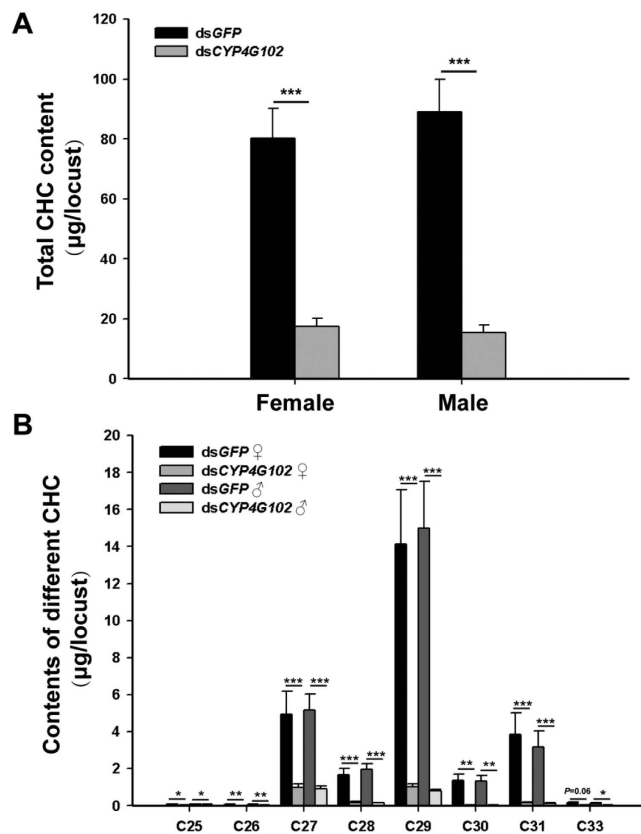 A
dsGFP
dsCYP4G102
Total CHC content
(µg/locust)
120
100
80
60
40
20
0
***
***
Female
Male
B
dsGFP ♀
dsCYP4G102 ♀
dsGFP ♂
dsCYP4G102 ♂
Contents of different CHC
(µg/locust)
20
18
16
14
12
10
8
6
4
2
0
* *
** **
*** ***
*** ***
*** ***
** **
*** ***
P=0.06 *
C25 C26 C27 C28 C29 C30 C31 C33